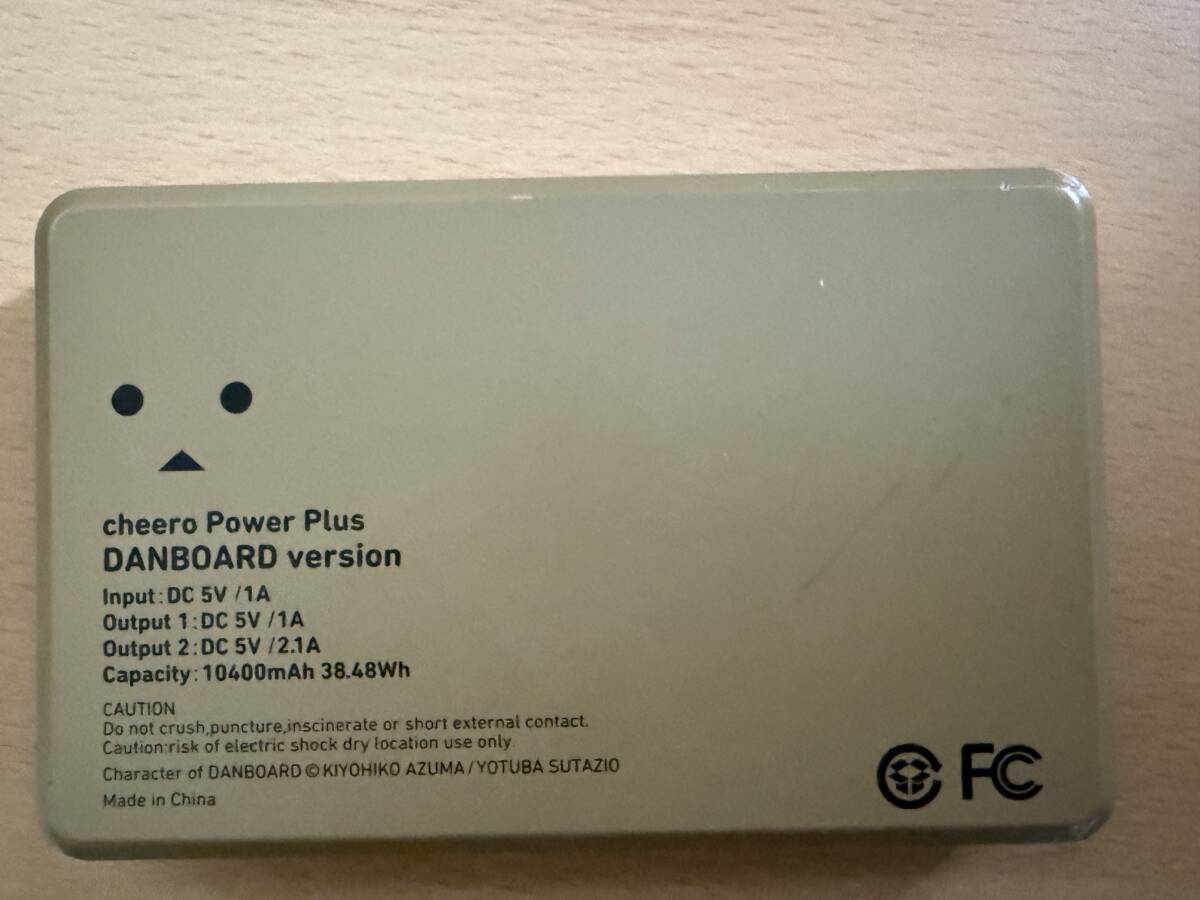 cheero Power Plus
DANBOARD version
Input:DC 5V /1A
Output 1:DC 5V /1A
Output 2:DC 5V /2.1A
Capacity:10400mAh 38.48Wh
CAUTION
Do not crush,puncture,inscinerate or short external contact.
Caution:risk of electric shock dry location use only
Character of DANBOARD©KIYOHIKO AZUMA/YOTUBA SUTAZIO
Made in China
FC